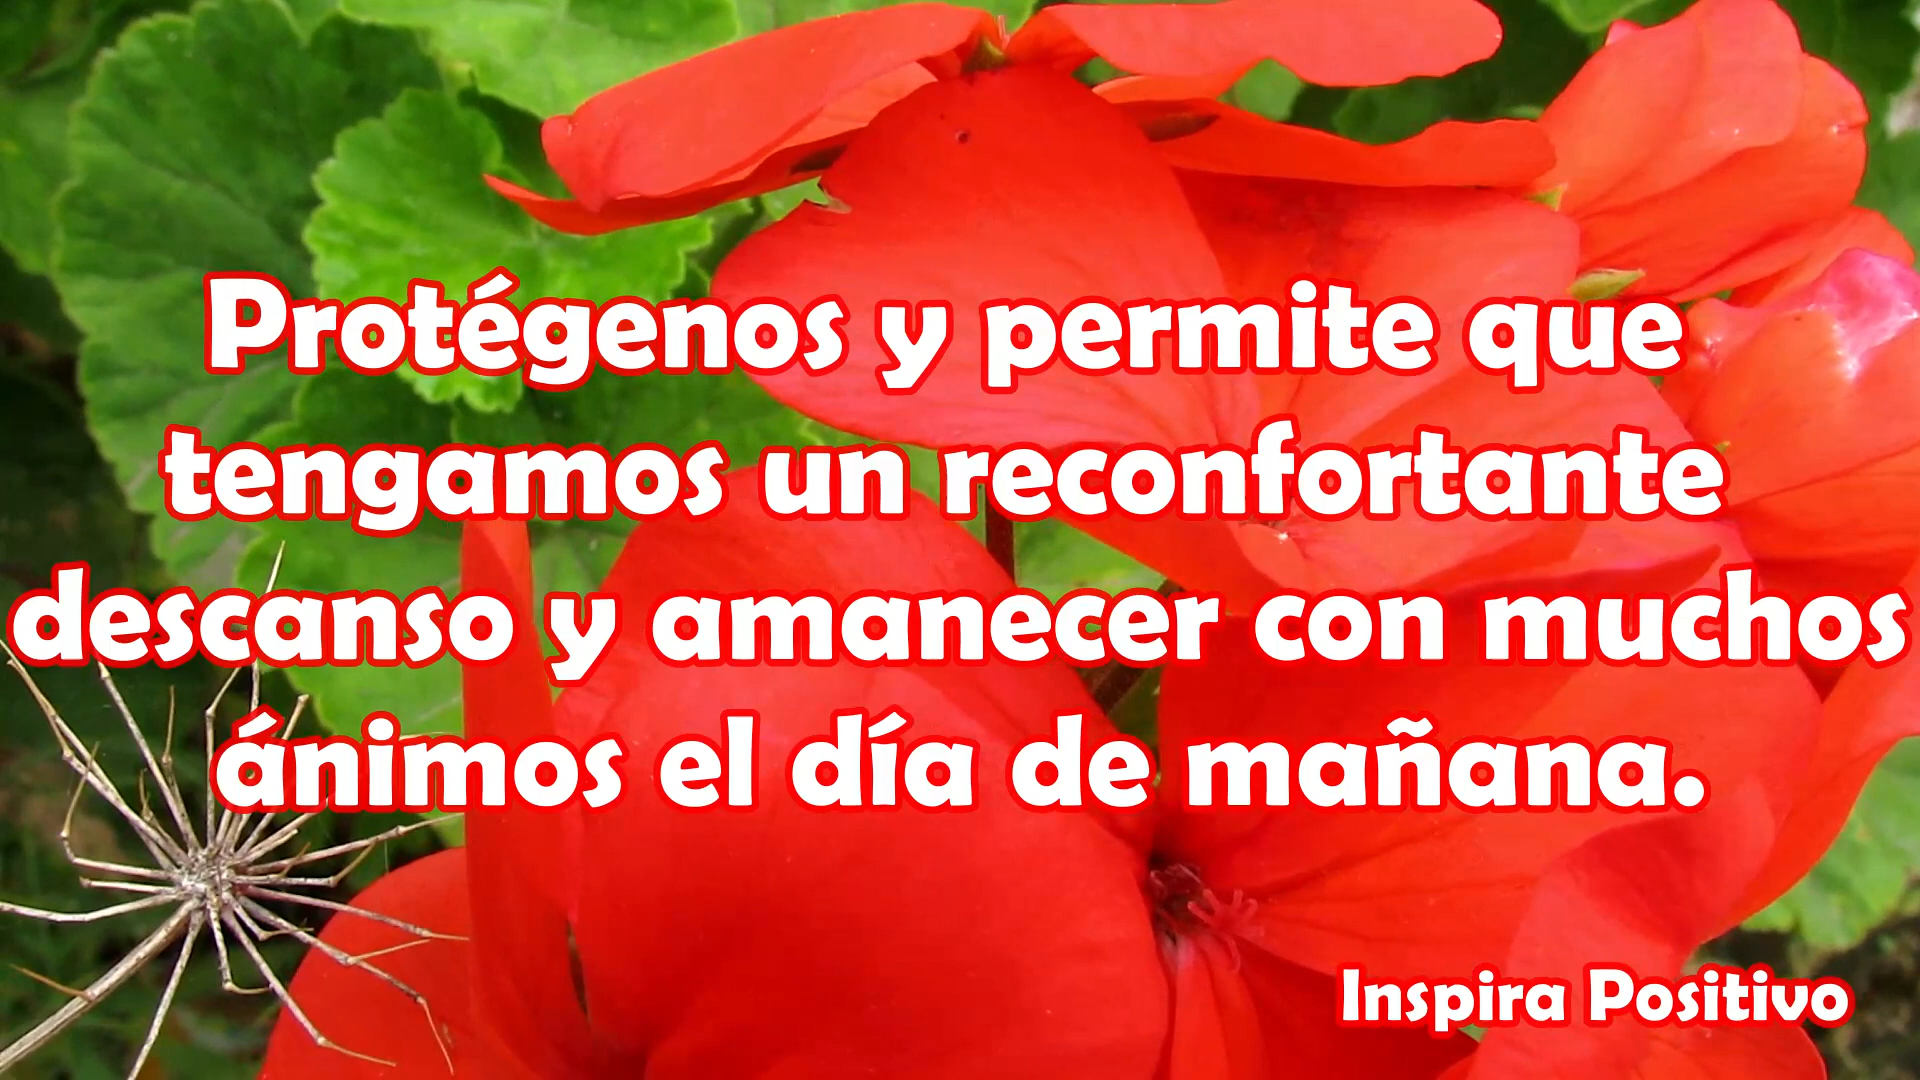 Protégenos y permite que
tengamos un reconfortante
descanso y amanecer con muchos
ánimos el día de mañana.
Inspira Positivo